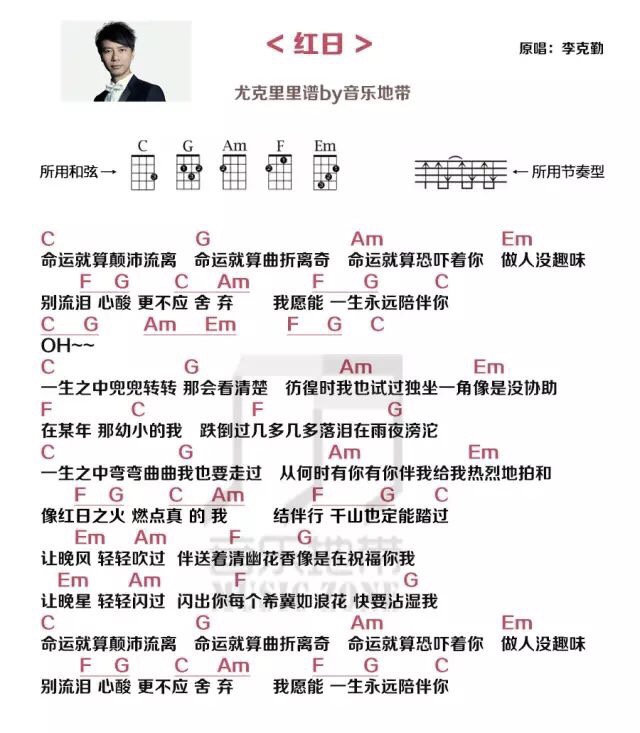 < 红日 >
原唱：李克勤
尤克里里谱by音乐地带
所用和弦→ C G Am F Em ←所用节奏型
C G Am Em
命运就算颠沛流离 命运就算曲折离奇 命运就算恐吓着你 做人没趣味
F G C Am F G C
别流泪 心酸 更不应 舍 弃 我愿能 一生永远陪伴你
C G Am Em F G C
OH~~
C G Am Em
一生之中兜兜转转 那会看清楚 彷徨时我也试过独坐一角像是没协助
F C F G
在某年 那幼小的我 跌倒过几多几多落泪在雨夜滂沱
C G Am Em
一生之中弯弯曲曲我也要走过 从何时有你有你伴我给我热烈地拍和
F G C Am F G C
像红日之火 燃点真 的 我 结伴行 千山也定能踏过
Em Am F G
让晚风 轻轻吹过 伴送着清幽花香像是在祝福你我
Em Am F G
让晚星 轻轻闪过 闪出你每个希冀如浪花 快要沾湿我
C G Am Em
命运就算颠沛流离 命运就算曲折离奇 命运就算恐吓着你 做人没趣味
F G C Am F G C
别流泪 心酸 更不应 舍 弃 我愿能 一生永远陪伴你
音乐地带
MUSIC ZONE